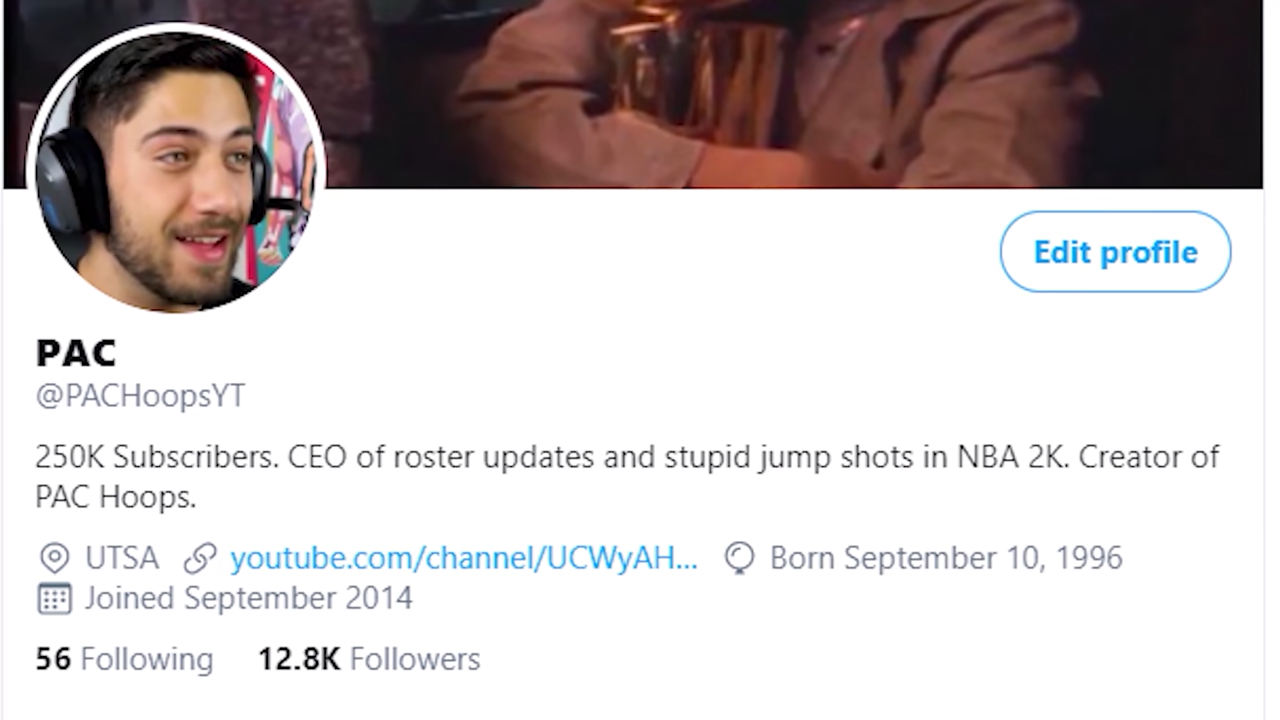 Edit profile
PAC
@PACHoopsYT
250K Subscribers. CEO of roster updates and stupid jump shots in NBA 2K. Creator of
PAC Hoops.
UTSA youtube.com/channel/UCWyAH... Born September 10, 1996
Joined September 2014
56 Following 12.8K Followers